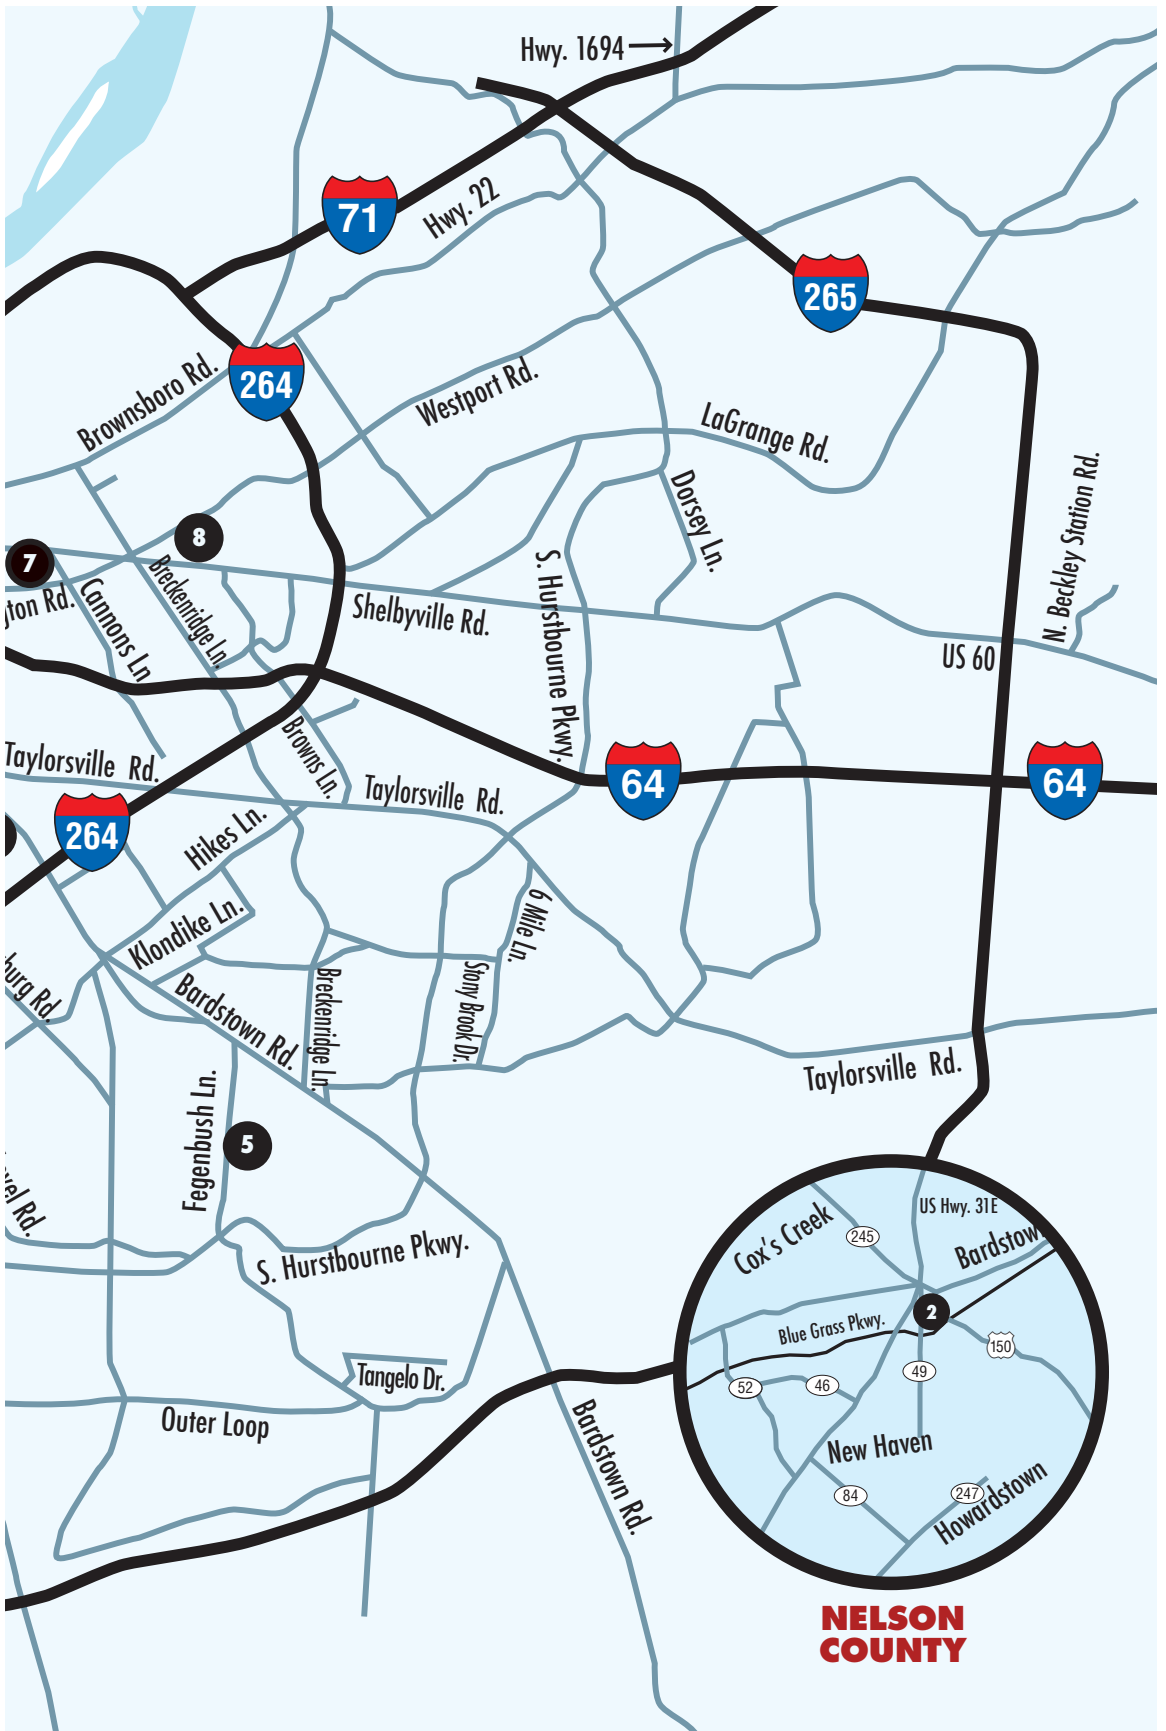 Hwy. 1694
71
Hwy. 22
265
264
Brownsboro Rd.
Westport Rd.
LaGrange Rd.
Dorsey Ln.
N. Beckley Station Rd.
8
7
Breckenridge Ln.
Cannons Ln
Rd.
Shelbyville Rd.
S. Hurstbourne Pkwy.
US 60
Browns Ln.
Taylorsville Rd.
Taylorsville Rd.
64
64
264
Hikes Ln.
6 Mile Ln.
Klondike Ln.
Stony Brook Dr.
Breckenridge Ln.
Bardstown Rd.
Rd.
Taylorsville Rd.
Fegenbush Ln.
5
Rd.
S. Hurstbourne Pkwy.
US Hwy. 31E
Cox's Creek
245
Bardstow
2
Blue Grass Pkwy.
150
49
52
46
Tangelo Dr.
Outer Loop
Bardstown Rd.
New Haven
84
247
Howardstown
NELSON
COUNTY